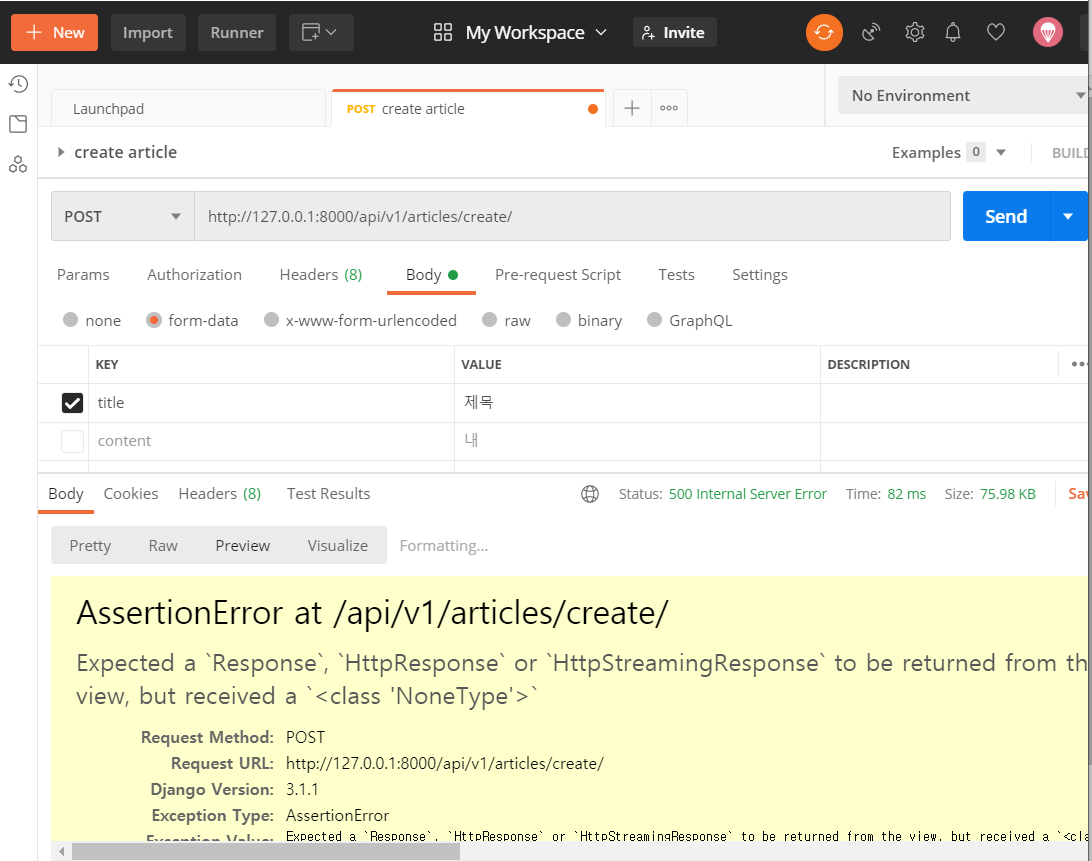 New Import Runner My Workspace Invite
Launchpad POST create article No Environment
create article Examples 0 BUILD
POST http://127.0.0.1:8000/api/v1/articles/create/ Send
Params Authorization Headers (8) Body Pre-request Script Tests Settings
none form-data x-www-form-urlencoded raw binary GraphQL
KEY VALUE DESCRIPTION
title 제목
content 내
Body Cookies Headers (8) Test Results Status: 500 Internal Server Error Time: 82 ms Size: 75.98 KB
Pretty Raw Preview Visualize Formatting...
AssertionError at /api/v1/articles/create/
Expected a `Response`, `HttpResponse` or `HttpStreamingResponse` to be returned from th
view, but received a `<class 'NoneType'>`
Request Method: POST
Request URL: http://127.0.0.1:8000/api/v1/articles/create/
Django Version: 3.1.1
Exception Type: AssertionError
Exception Value: Expected a `Response`, `HttpResponse` or `HttpStreamingResponse` to be returned from the view, but received a `<cla